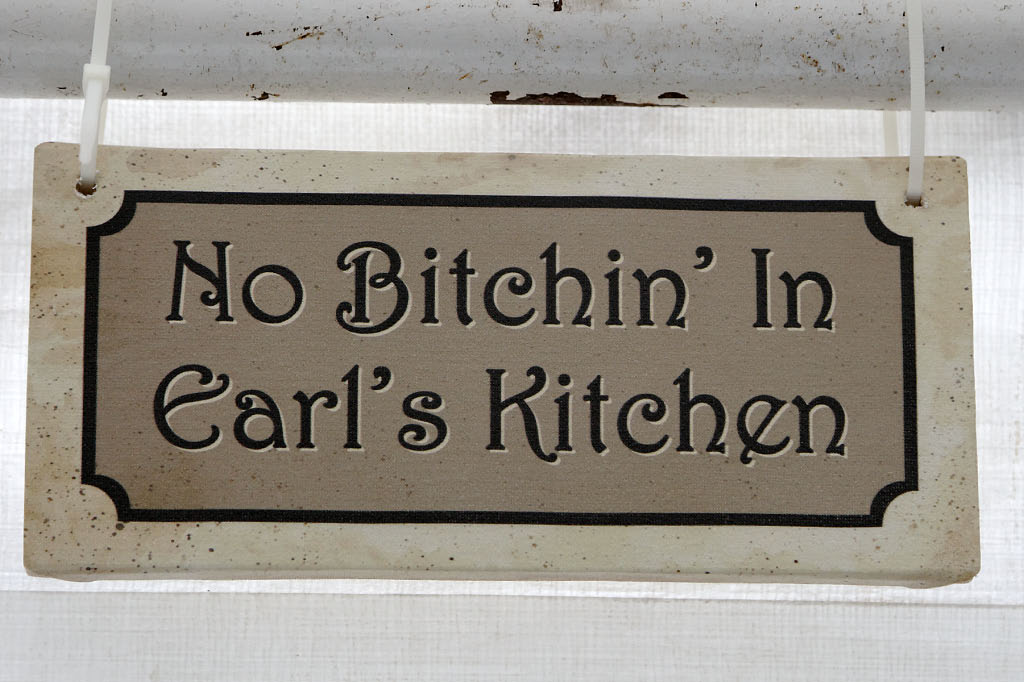 No Bitchin’ In
Earl’s Kitchen